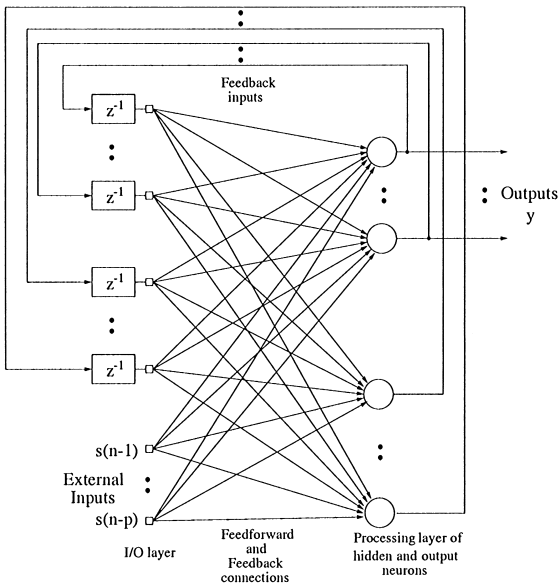 Feedback
inputs
z-1
z-1
z-1
z-1
Outputs
y
s(n-1)
External
Inputs
s(n-p)
I/O layer
Feedforward
and
Feedback
connections
Processing layer of
hidden and output
neurons